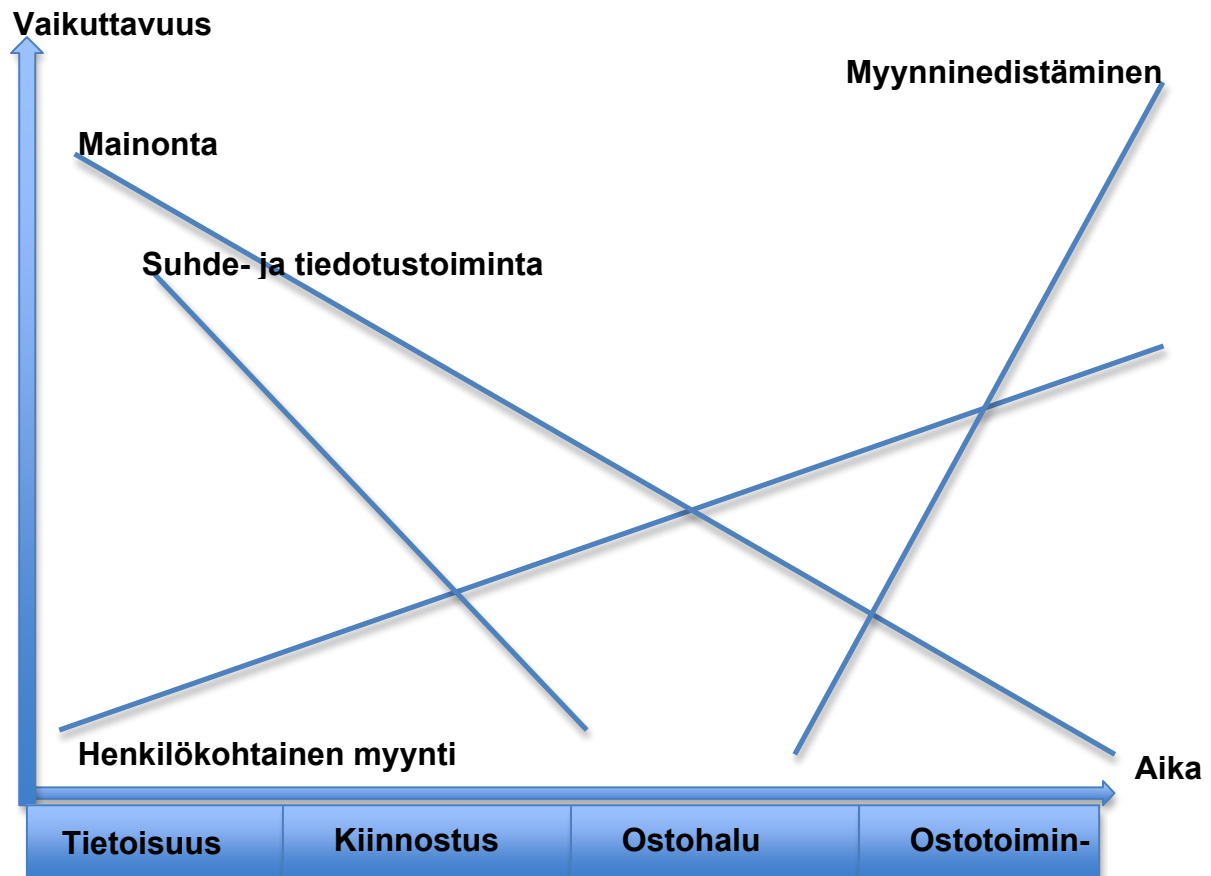 Vaikuttavuus
Myynninedistäminen
Mainonta
Suhde- ja tiedotustoiminta
Henkilökohtainen myynti
Aika
Tietoisuus
Kiinnostus
Ostohalu
Ostotoimin-